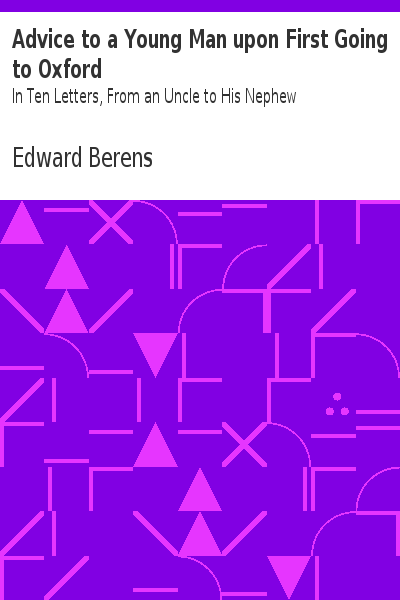 Advice to a Young Man upon First Going
to Oxford
In Ten Letters, From an Uncle to His Nephew
Edward Berens